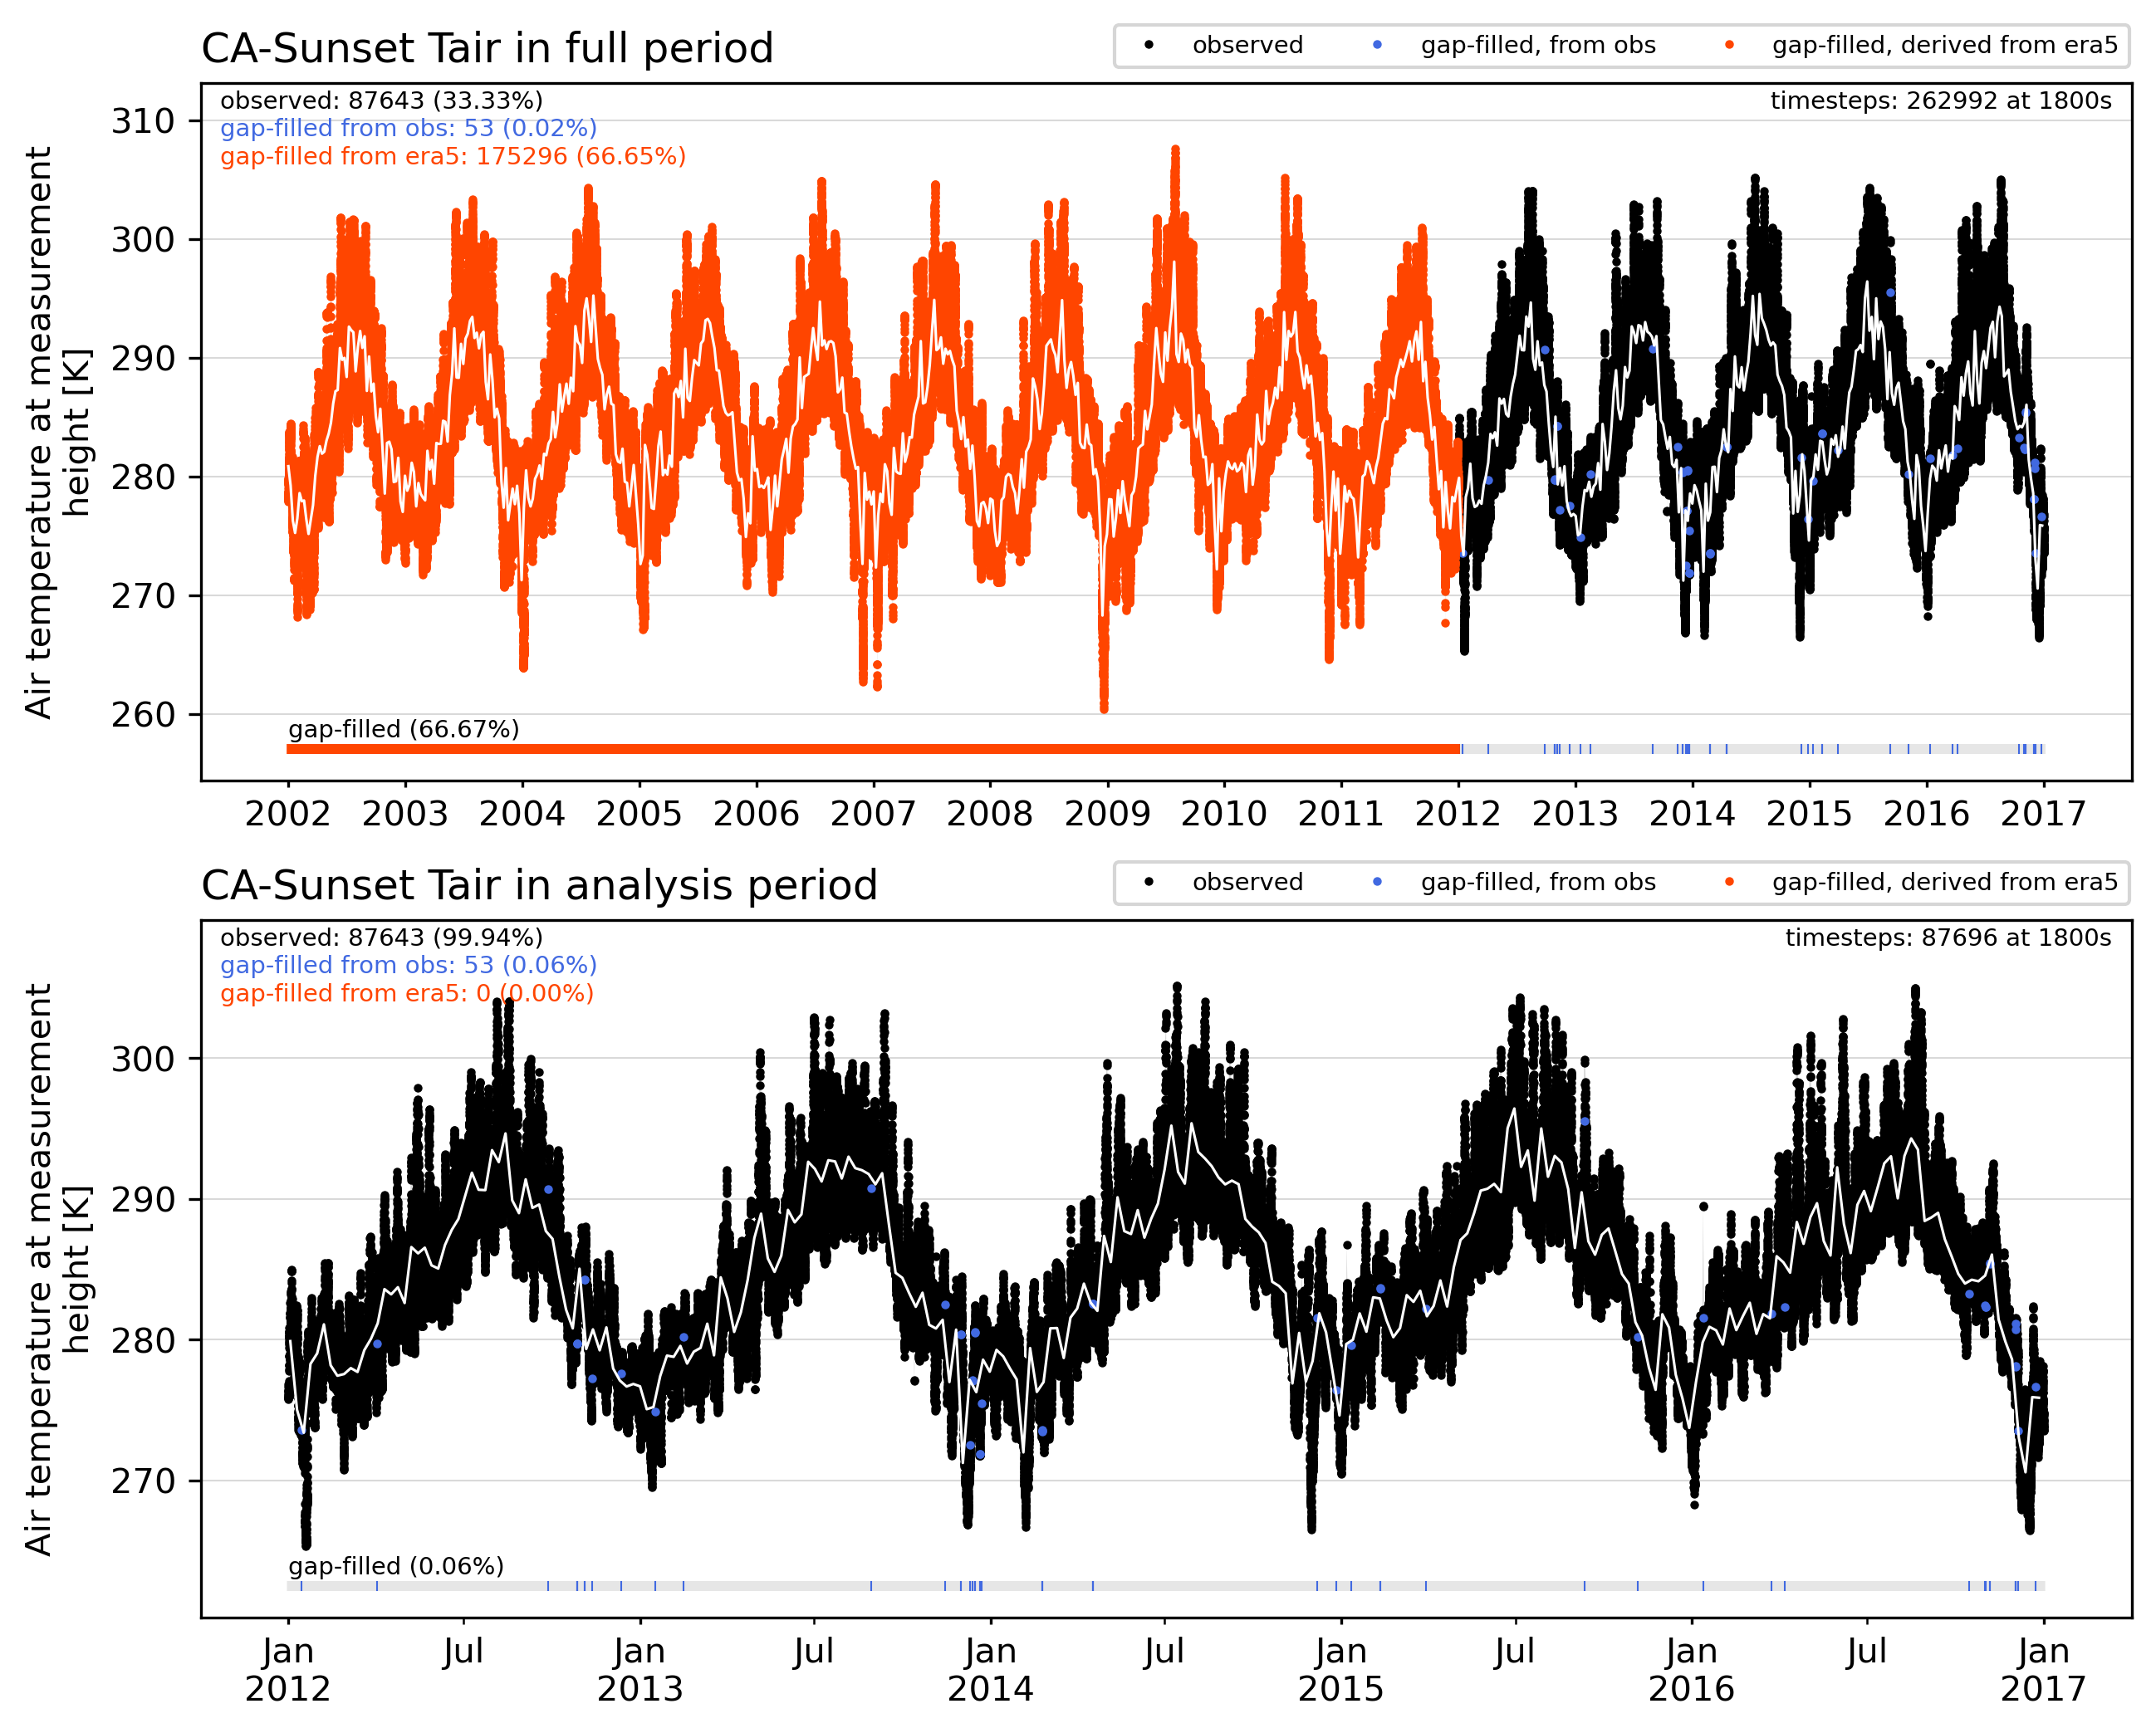 CA-Sunset Tair in full period
observed
gap-filled, from obs
gap-filled, derived from era5
observed: 87643 (33.33%)
timesteps: 262992 at 1800s
gap-filled from obs: 53 (0.02%)
gap-filled from era5: 175296 (66.65%)
Air temperature at measurement
height [K]
310
300
290
280
270
260
gap-filled (66.67%)
2002 2003 2004 2005 2006 2007 2008 2009 2010 2011 2012 2013 2014 2015 2016 2017
CA-Sunset Tair in analysis period
observed
gap-filled, from obs
gap-filled, derived from era5
observed: 87643 (99.94%)
timesteps: 87696 at 1800s
gap-filled from obs: 53 (0.06%)
gap-filled from era5: 0 (0.00%)
Air temperature at measurement
height [K]
300
290
280
270
gap-filled (0.06%)
Jan Jul Jan Jul Jan Jul Jan Jul Jan Jul Jan
2012 2013 2014 2015 2016 2017